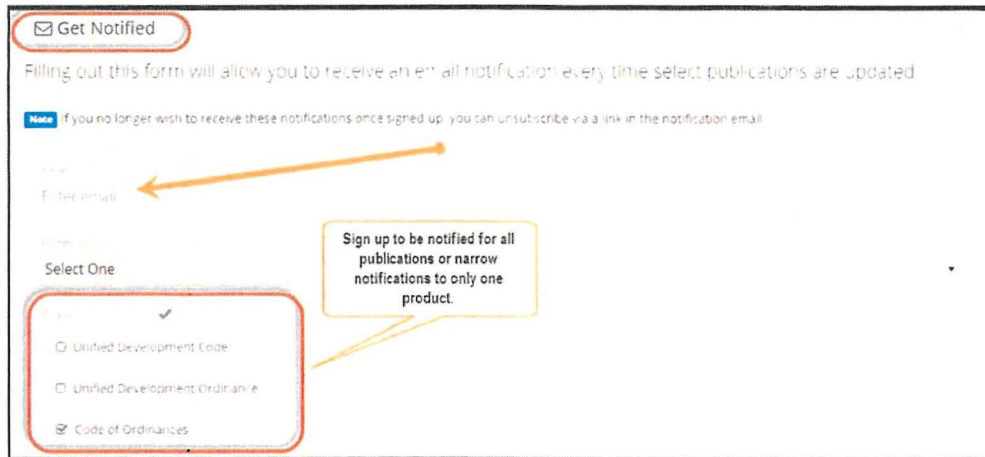 Get Notified
Filling out this form will allow you to receive an email notification every time select publications are updated
Note If you no longer wish to receive these notifications once signed up, you can unsubscribe via a link in the notification email
Enter email
Select One
Sign up to be notified for all
publications or narrow
notifications to only one
product.
Unified Development Code
Unified Development Ordinance
Code of Ordinances